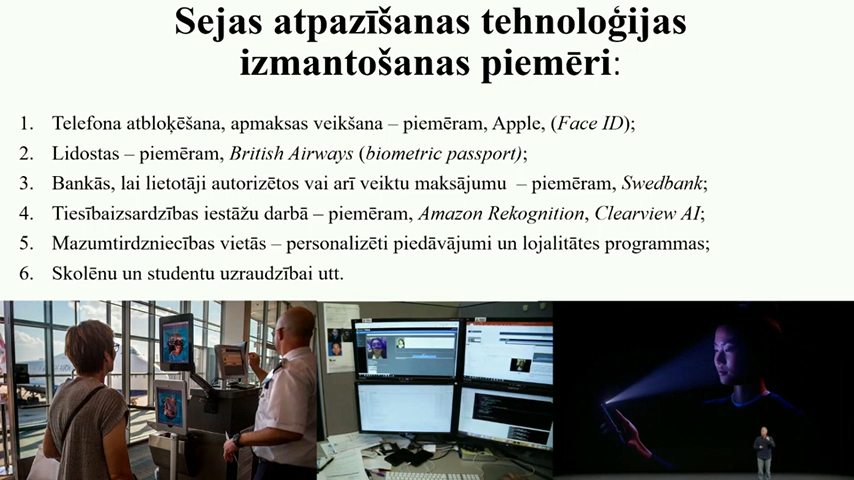 Sejas atpazīšanas tehnoloģijas
izmantošanas piemēri:
1. Telefona atbloķēšana, apmaksas veikšana – piemēram, Apple, (Face ID);
2. Lidostas – piemēram, British Airways (biometric passport);
3. Bankās, lai lietotāji autorizētos vai arī veiktu maksājumu – piemēram, Swedbank;
4. Tiesībaizsardzības iestāžu darbā – piemēram, Amazon Rekognition, Clearview AI;
5. Mazumtirdzniecības vietās – personalizēti piedāvājumi un lojalitātes programmas;
6. Skolēnu un studentu uzraudzībai utt.